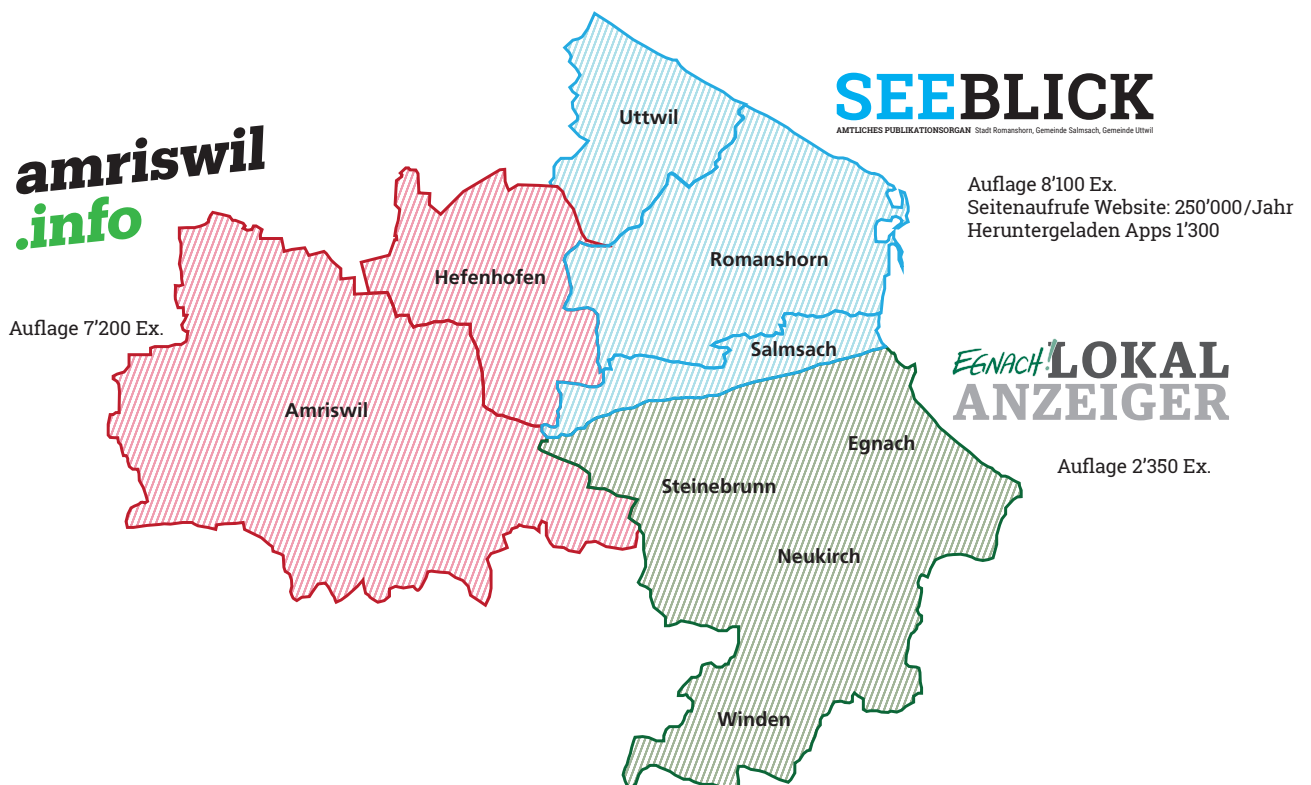 amriswil
.info
Auflage 7’200 Ex.
SEEBLICK
AMTLICHES PUBLIKATIONSORGAN Stadt Romanshorn, Gemeinde Salmsach, Gemeinde Uttwil
Auflage 8’100 Ex.
Seitenaufrufe Website: 250’000/Jahr
Heruntergeladen Apps 1’300
EGNACH! LOKAL
ANZEIGER
Auflage 2’350 Ex.
Uttwil
Romanshorn
Hefenhofen
Salmsach
Amriswil
Egnach
Steinebrunn
Neukirch
Winden